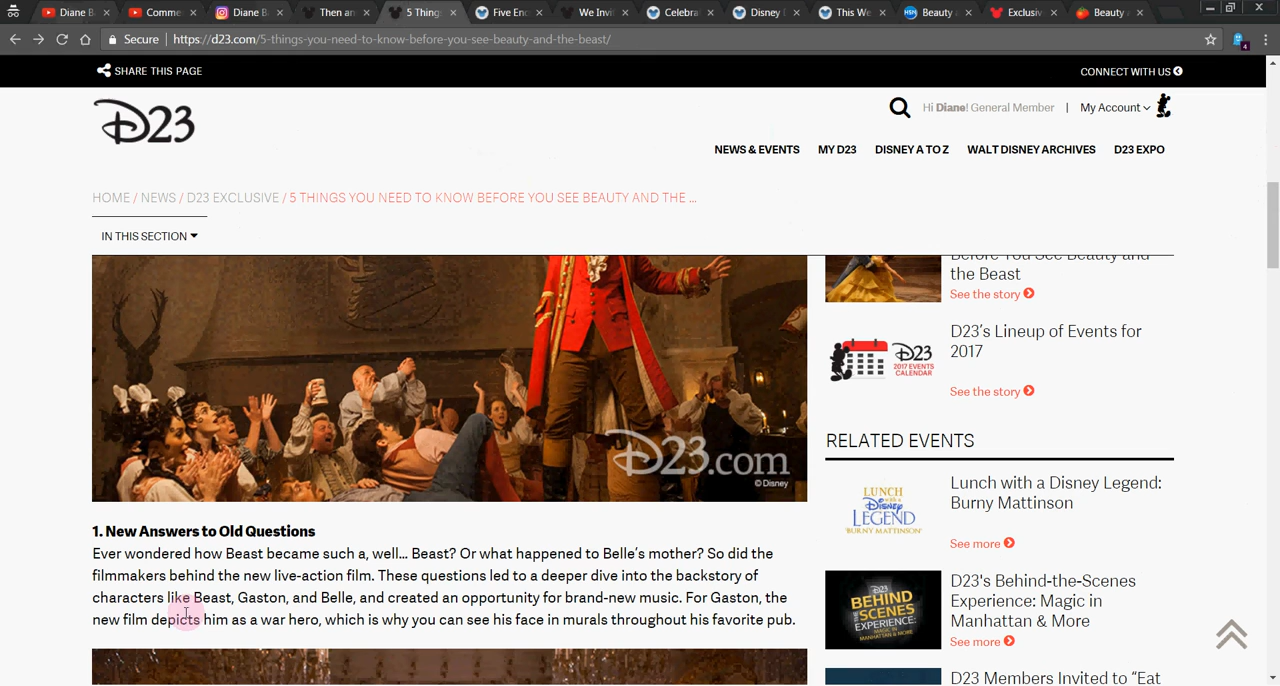 Diane B
Comme
Diane B
Then an
5 Thing
Five Enc
We Invi
Celebra
Disney I
This We
HSN
Beauty
Exclusiv
Beauty
Secure
https://d23.com/5-things-you-need-to-know-before-you-see-beauty-and-the-beast/
4
SHARE THIS PAGE
CONNECT WITH US
D23
Hi Diane! General Member | My Account
NEWS & EVENTS
MY D23
DISNEY A TO Z
WALT DISNEY ARCHIVES
D23 EXPO
HOME / NEWS / D23 EXCLUSIVE / 5 THINGS YOU NEED TO KNOW BEFORE YOU SEE BEAUTY AND THE ...
IN THIS SECTION
D23.com
© Disney
1. New Answers to Old Questions
Ever wondered how Beast became such a, well… Beast? Or what happened to Belle’s mother? So did the
filmmakers behind the new live-action film. These questions led to a deeper dive into the backstory of
characters like Beast, Gaston, and Belle, and created an opportunity for brand-new music. For Gaston, the
new film depicts him as a war hero, which is why you can see his face in murals throughout his favorite pub.
Before You See Beauty and
the Beast
See the story
D23
2017 EVENTS
CALENDAR
D23’s Lineup of Events for
2017
See the story
RELATED EVENTS
LUNCH
with a
Disney
LEGEND
BURNY MATTINSON
Lunch with a Disney Legend:
Burny Mattinson
See more
D23
BEHIND
THE SCENES
EXPERIENCE:
MAGIC IN
MANHATTAN & MORE
D23's Behind-the-Scenes
Experience: Magic in
Manhattan & More
See more
D23 Members Invited to “Eat